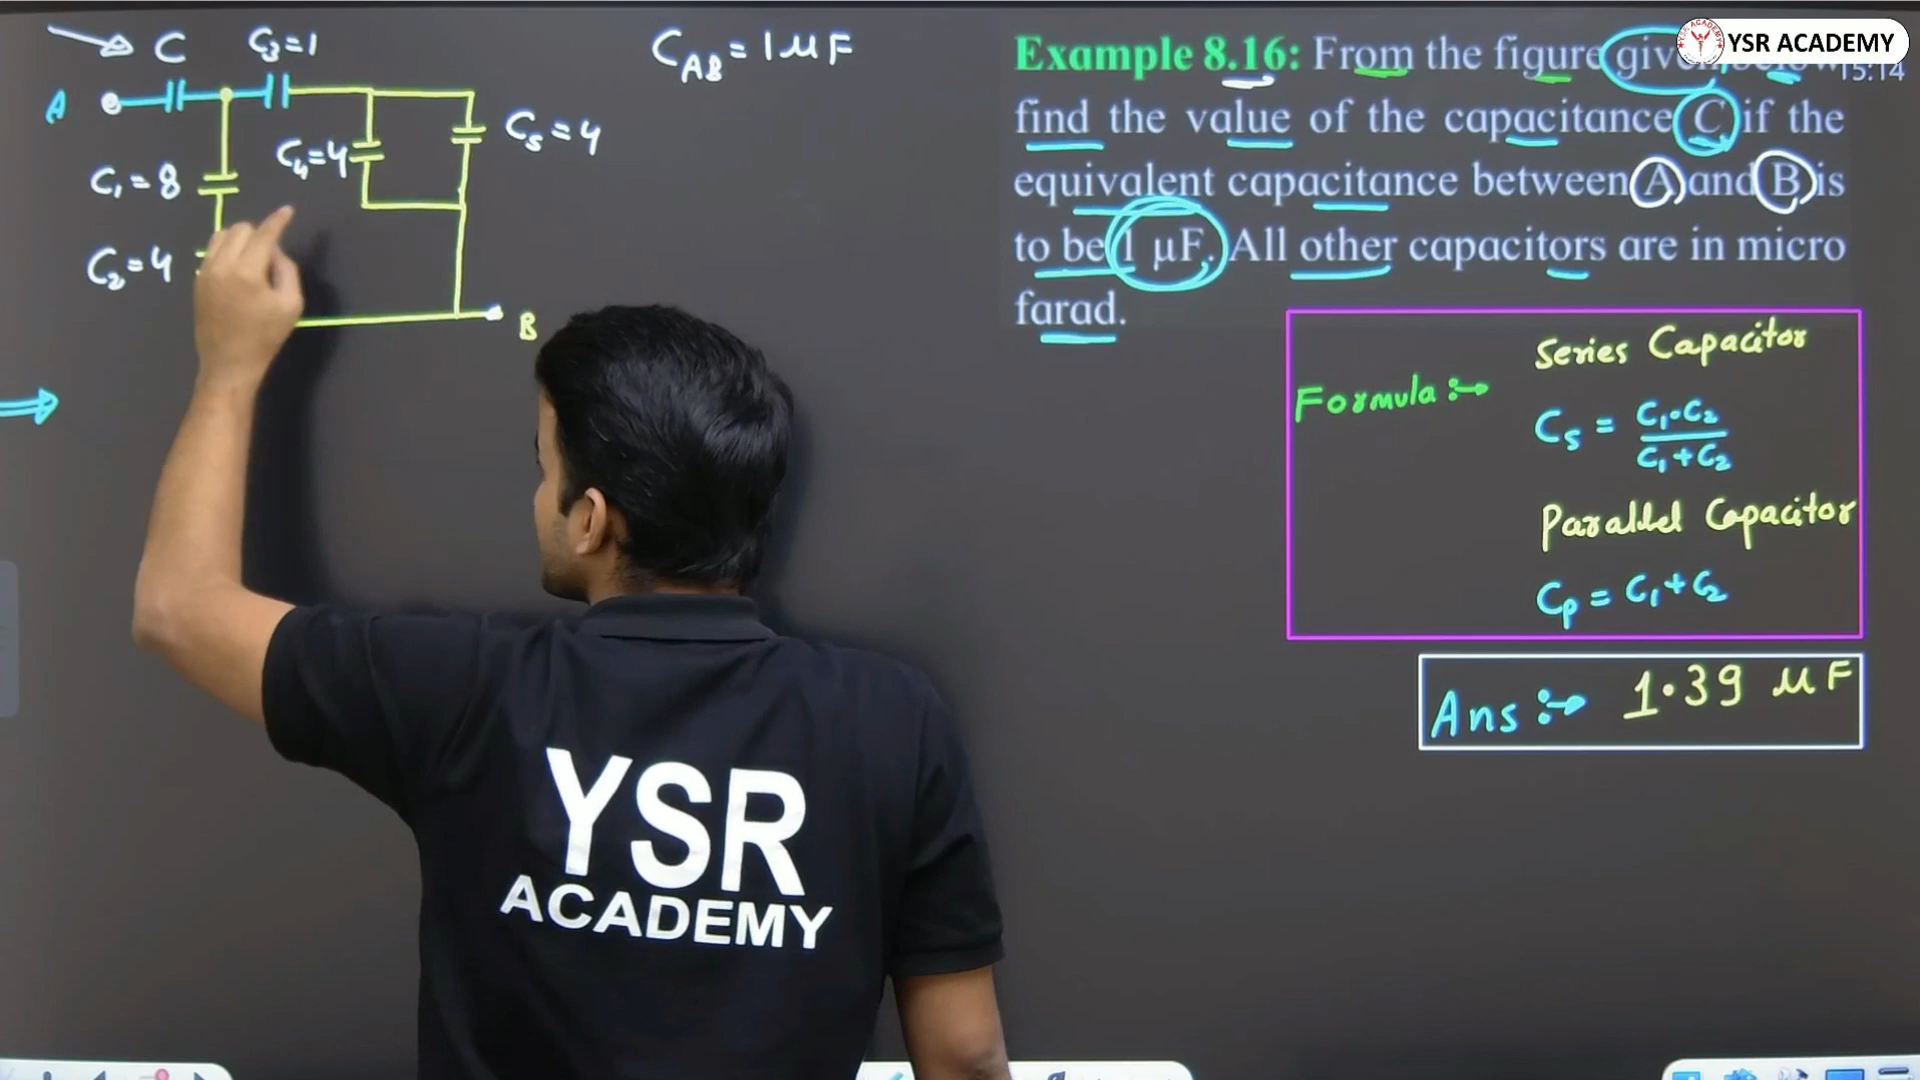 C C3=1
A
C1=8
C4=4
C5=4
C2=4
B
CAB=1μF
Example 8.16: From the figure
find the value of the capacitance C if the
equivalent capacitance between A and B is
to be 1 μF. All other capacitors are in micro
farad.
YSR ACADEMY
15:14
Series Capacitor
Formula :→
Cs = C1·C2
C1+C2
Parallel Capacitor
Cp = C1+C2
Ans :→ 1.39 μF
YSR
ACADEMY